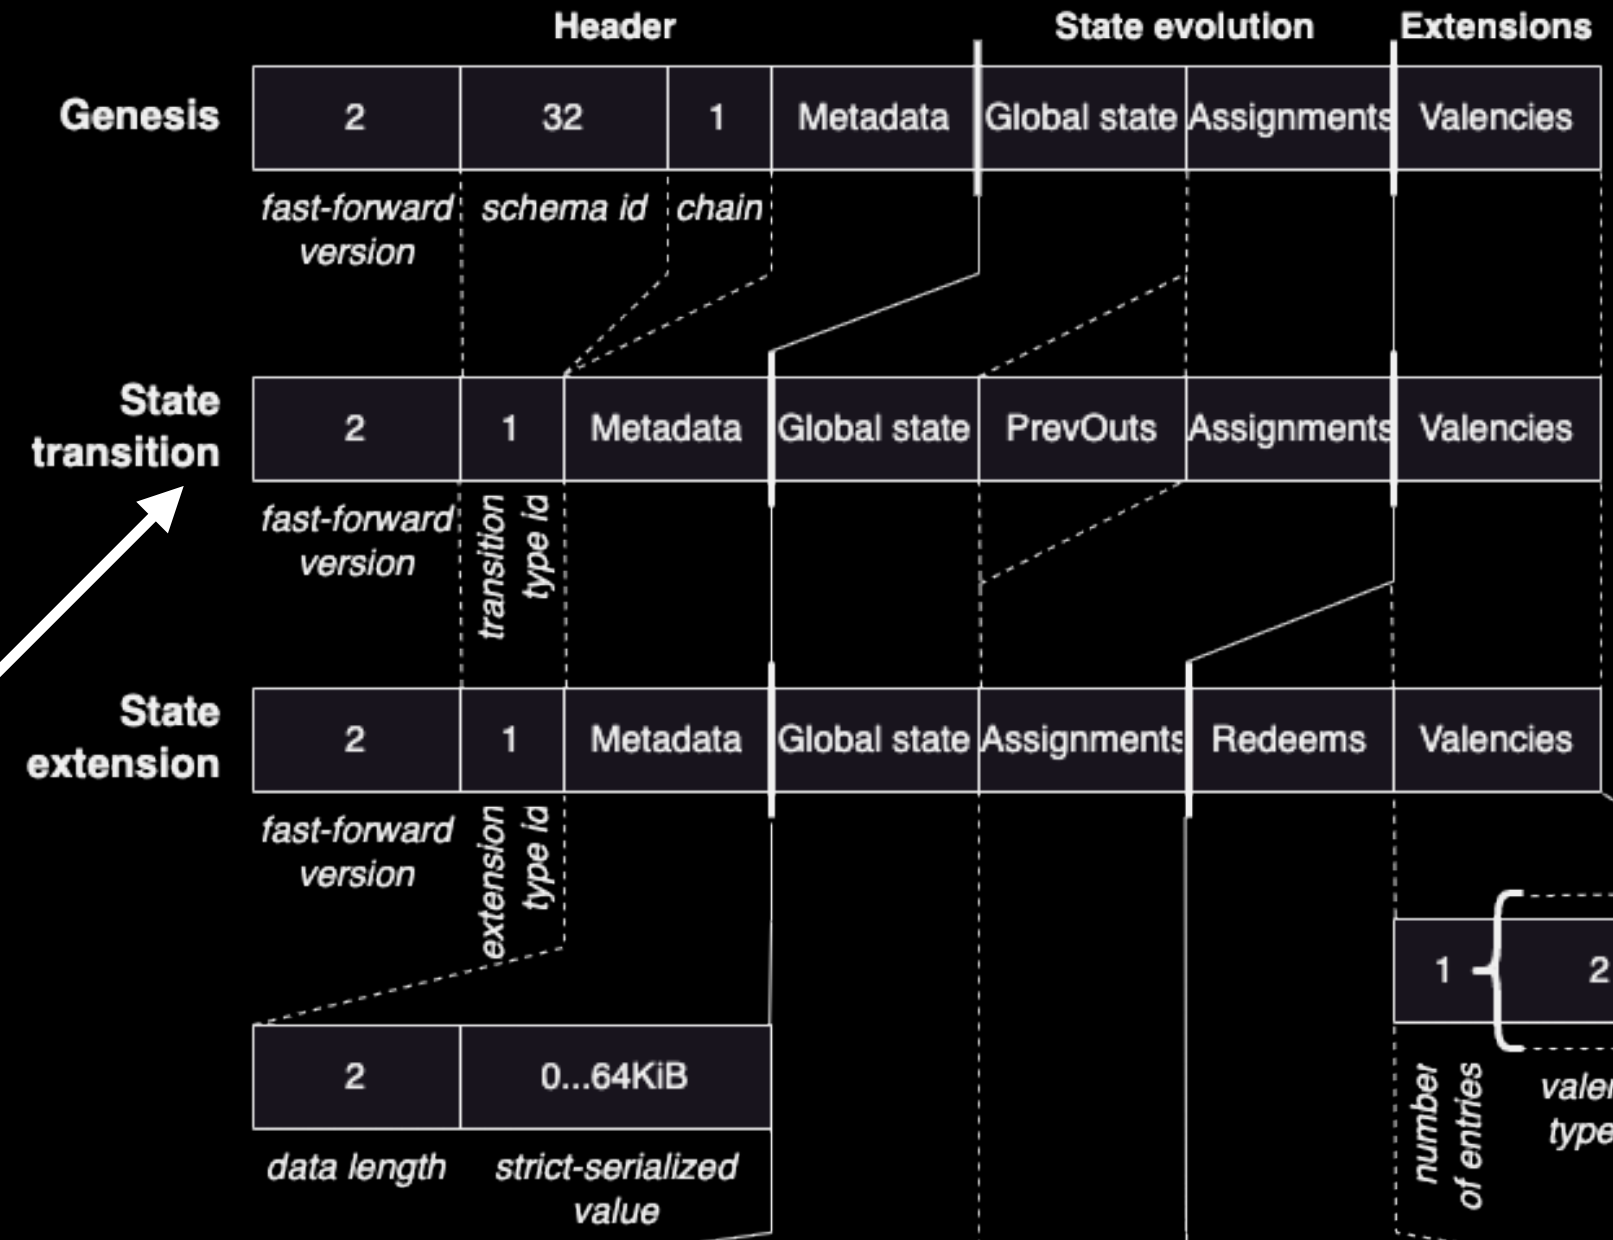 Header
State evolution
Extensions
Genesis
2
32
1
Metadata
Global state
Assignments
Valencies
fast-forward
version
schema id
chain
State
transition
2
1
Metadata
Global state
PrevOuts
Assignments
Valencies
fast-forward
version
transition
type id
State
extension
2
1
Metadata
Global state
Assignments
Redeems
Valencies
fast-forward
version
extension
type id
1
2
2
0...64KiB
number
of entries
type
data length
strict-serialized
value